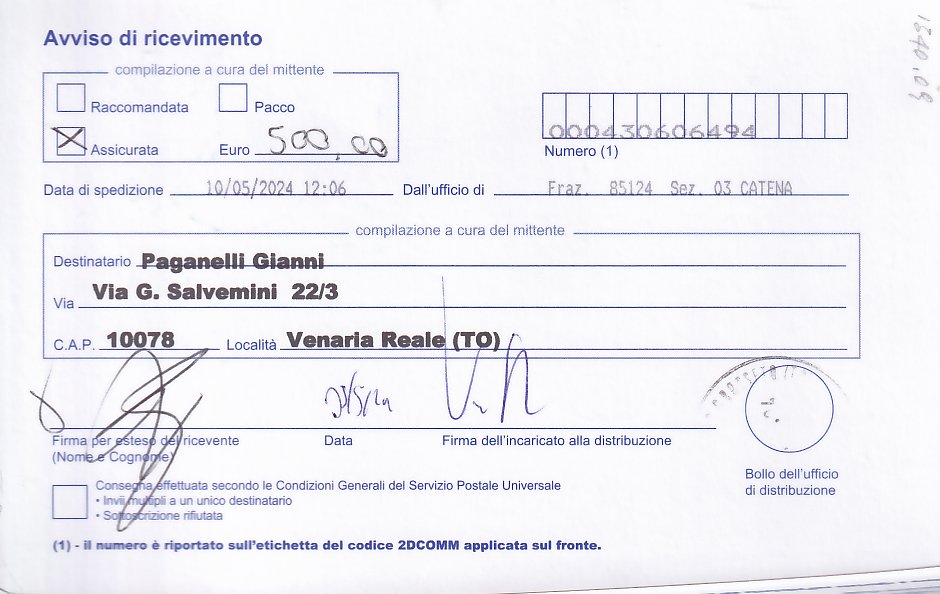 Avviso di ricevimento
compilazione a cura del mittente
Raccomandata Pacco
Assicurata Euro 500,00
000430606494
Numero (1)
Data di spedizione 10/05/2024 12:06 Dall'ufficio di Fraz. 85124 Sez. 03 CATENA
compilazione a cura del mittente
Destinatario Paganelli Gianni
Via Via G. Salvemini 22/3
C.A.P. 10078 Località Venaria Reale (TO)
Firma per esteso del ricevente Data Firma dell'incaricato alla distribuzione
(Nome e Cognome)
Bollo dell'ufficio
di distribuzione
Consegna effettuata secondo le Condizioni Generali del Servizio Postale Universale
• Invii multipli a un unico destinatario
• Sottoscrizione rifiutata
(1) - il numero è riportato sull'etichetta del codice 2DCOMM applicata sul fronte.
1340.09